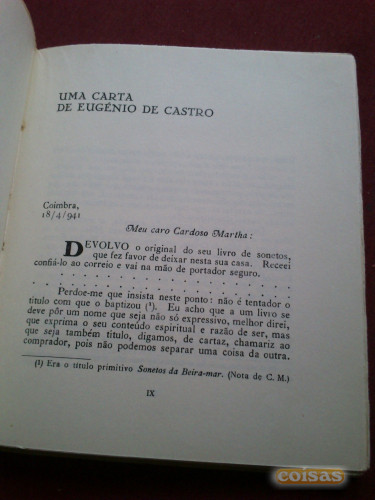 UMA CARTA
DE EUGÉNIO DE CASTRO
Coimbra,
18/4/941
Meu caro Cardoso Martha:
DEVOLVO o original do seu livro de sonetos,
que fez favor de deixar nesta sua casa. Receei
confiá-lo ao correio e vai na mão de portador seguro.
. . . . . . . . . . . . . . . . . . . .
. . . . . . . . . . . . . . . . . . . .
Perdoe-me que insista neste ponto: não é tentador o
título com que o baptizou (¹). Eu acho que a um livro se
deve pôr um nome que seja não só expressivo, melhor direi,
que exprima o seu conteúdo espiritual e razão de ser, mas
que seja também título, digamos, de cartaz, chamariz ao
comprador, pois não podemos separar uma coisa da outra.
(1) Era o título primitivo Sonetos da Beira-mar. (Nota de C. M.)
IX
coisas